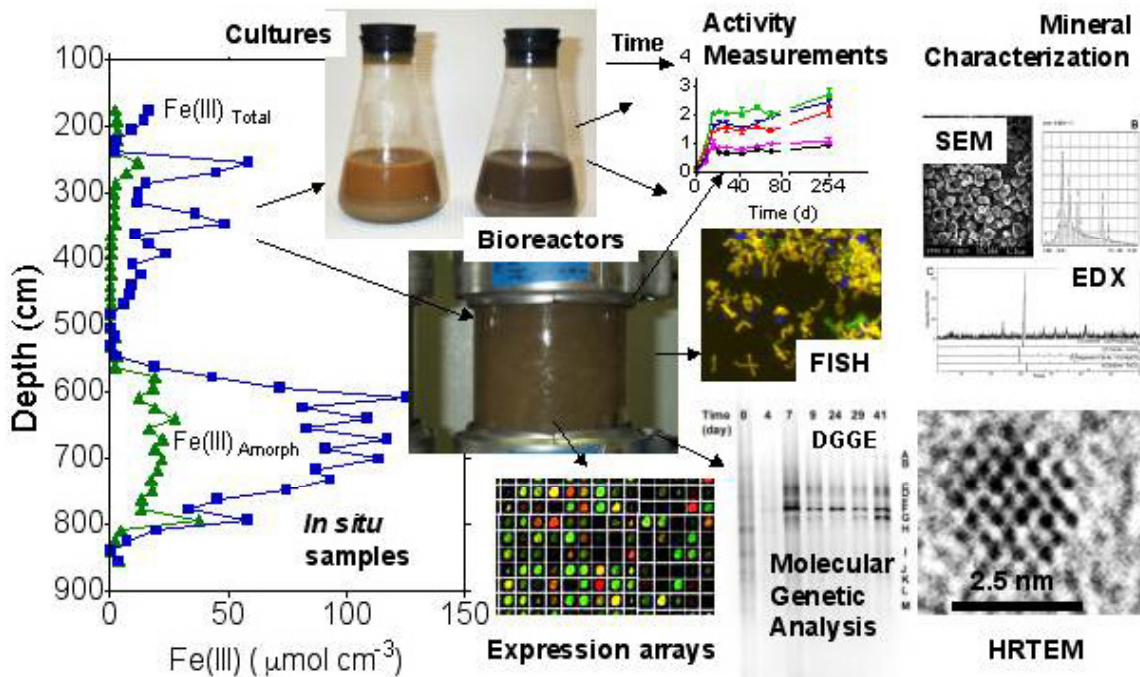 Cultures
Time
Activity
Measurements
Mineral
Characterization
100
200
300
400
500
600
700
800
900
Depth (cm)
Fe(III) Total
Fe(III) Amorph
In situ
samples
0
50
100
150
Fe(III) ( μmol cm⁻³)
4
3
2
1
0
0
40
80
254
Time (d)
Bioreactors
SEM
B
C
EDX
FISH
Time
(day)
0 4 7 9 24 29 41
DGGE
A
B
C
D
E
F
G
H
I
J
K
L
M
Molecular
Genetic
Analysis
Expression arrays
2.5 nm
HRTEM